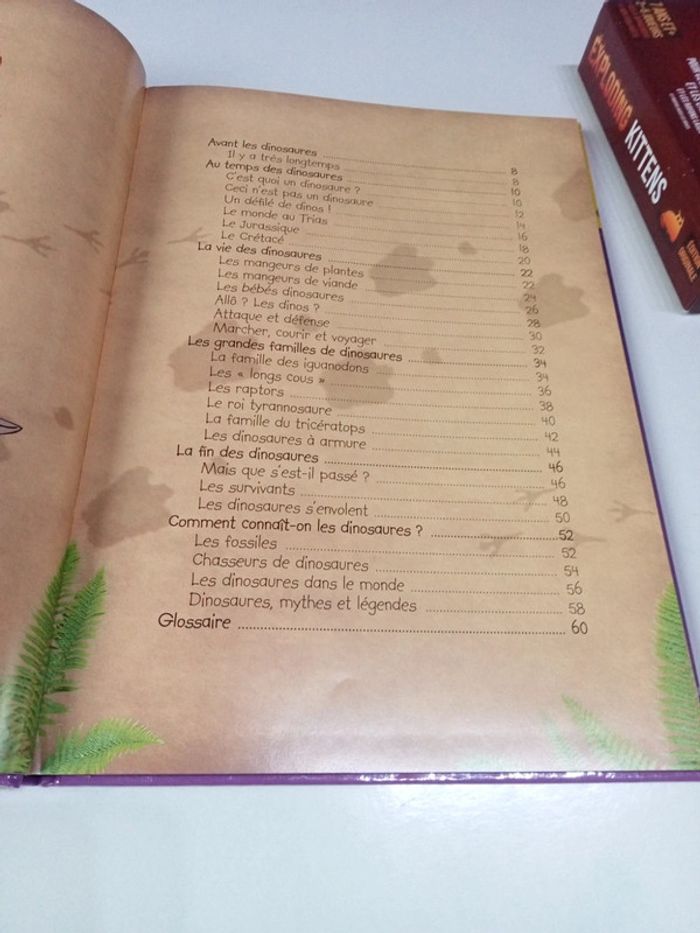 Avant les dinosaures ........ 8
Il y a très longtemps ........ 8
Au temps des dinosaures ........ 10
C'est quoi un dinosaure ? ........ 10
Ceci n'est pas un dinosaure ........ 12
Un défilé de dinos ! ........ 14
Le monde au Trias ........ 16
Le Jurassique ........ 18
Le Crétacé ........ 20
La vie des dinosaures ........ 22
Les mangeurs de plantes ........ 22
Les mangeurs de viande ........ 24
Les bébés dinosaures ........ 26
Allô ? Les dinos ? ........ 28
Attaque et défense ........ 30
Marcher, courir et voyager ........ 32
Les grandes familles de dinosaures ........ 34
La famille des iguanodons ........ 34
Les « longs cous » ........ 36
Les raptors ........ 38
Le roi tyrannosaure ........ 40
La famille du tricératops ........ 42
Les dinosaures à armure ........ 44
La fin des dinosaures ........ 46
Mais que s'est-il passé ? ........ 46
Les survivants ........ 48
Les dinosaures s'envolent ........ 50
Comment connaît-on les dinosaures ? ........ 52
Les fossiles ........ 52
Chasseurs de dinosaures ........ 54
Les dinosaures dans le monde ........ 56
Dinosaures, mythes et légendes ........ 58
Glossaire ........ 60
7 ANS ET+
EXPLODING
KITTENS